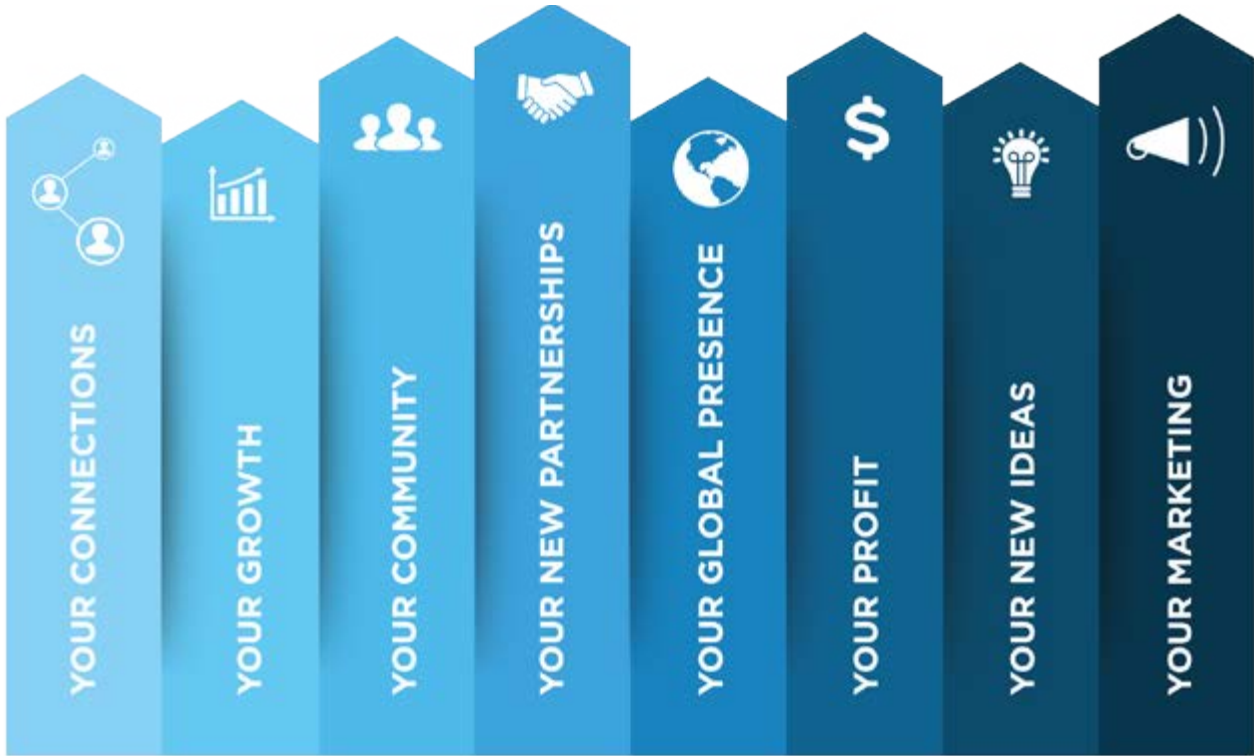 YOUR CONNECTIONS
YOUR GROWTH
YOUR COMMUNITY
YOUR NEW PARTNERSHIPS
YOUR GLOBAL PRESENCE
$
YOUR PROFIT
YOUR NEW IDEAS
YOUR MARKETING